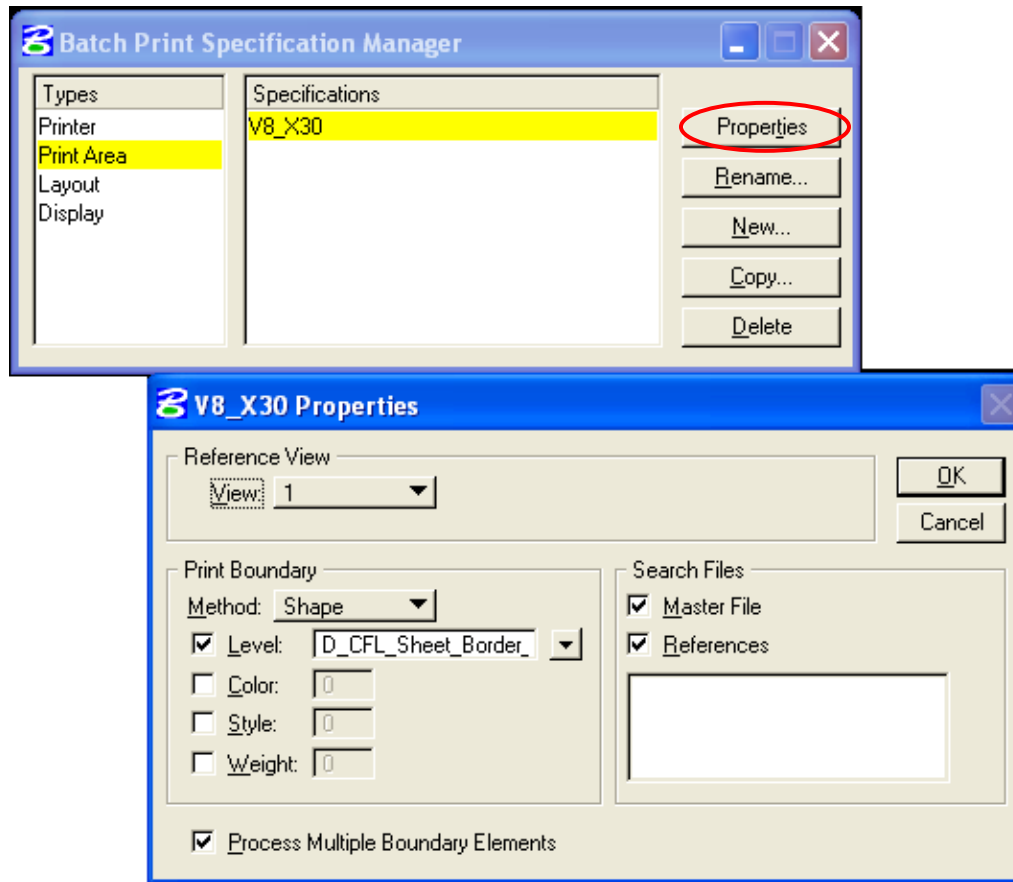 Batch Print Specification Manager
Types
Specifications
Printer
V8_X30
Properties
Print Area
Rename...
Layout
Display
New...
Copy...
Delete
V8_X30 Properties
Reference View
View: 1
OK
Cancel
Print Boundary
Search Files
Method: Shape
Master File
Level: D_CFL_Sheet_Border_
References
Color: 0
Style: 0
Weight: 0
Process Multiple Boundary Elements